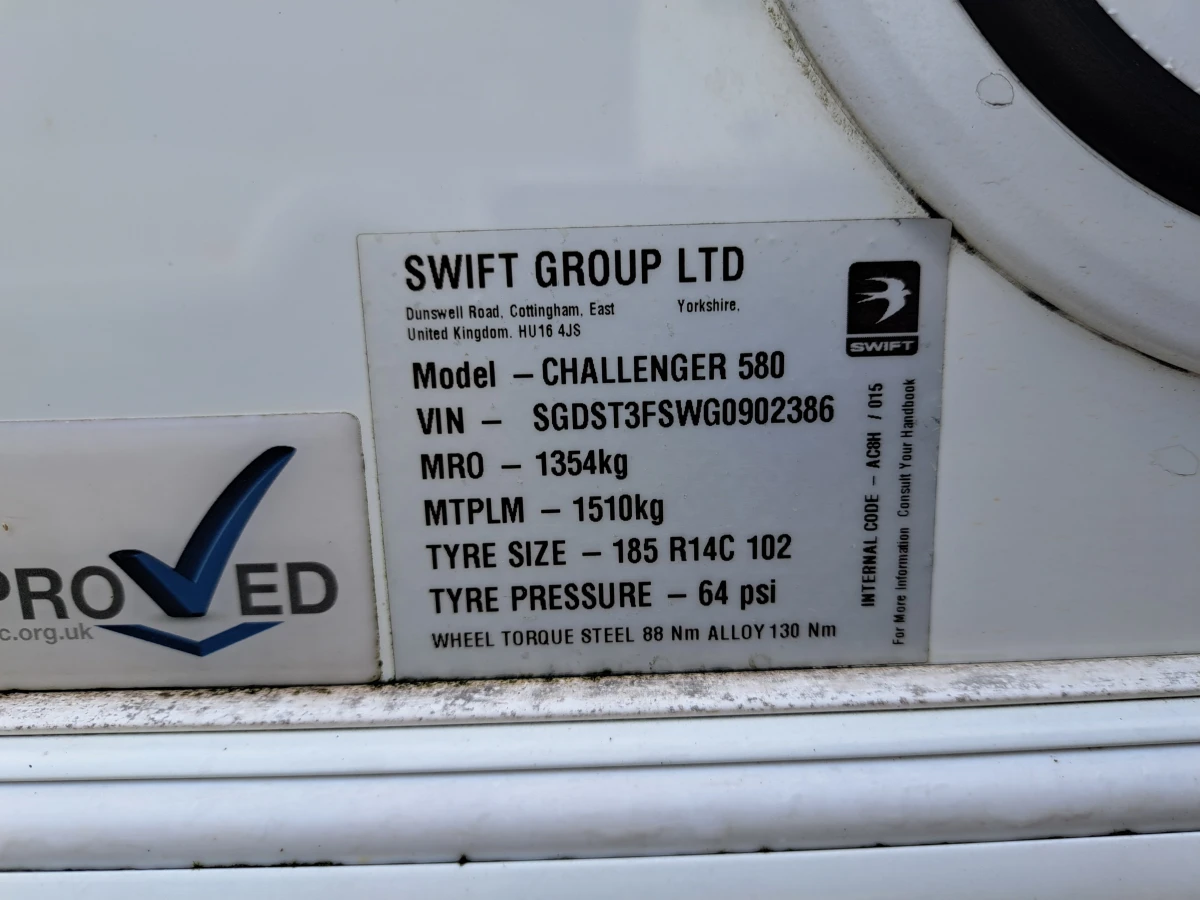 SWIFT GROUP LTD
Dunswell Road, Cottingham, East Yorkshire,
United Kingdom. HU16 4JS
Model – CHALLENGER 580
VIN – SGDST3FSWG0902386
MRO – 1354kg
MTPLM – 1510kg
TYRE SIZE – 185 R14C 102
TYRE PRESSURE – 64 psi
WHEEL TORQUE STEEL 88 Nm ALLOY 130 Nm
SWIFT
INTERNAL CODE – AC8H / 015
For More Information Consult Your Handbook
PROVED
c.org.uk